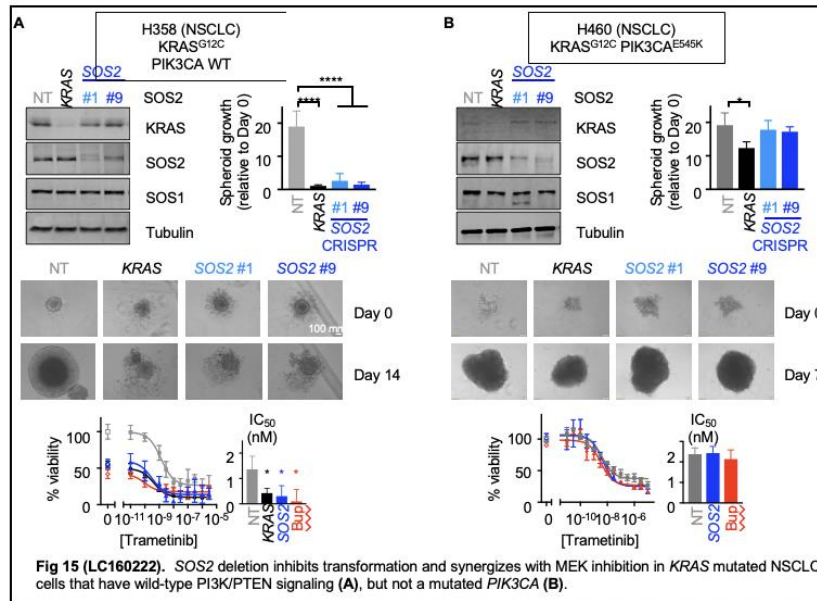 A
H358 (NSCLC)
KRASG12C
PIK3CA WT
NT
KRAS
SOS2
#1 #9
SOS2
KRAS
SOS2
SOS1
Tubulin
Spheroid growth
(relative to Day 0)
20
10
0
****
****
NT
KRAS
#1 #9
SOS2
CRISPR
NT KRAS SOS2 #1 SOS2 #9
100 mm
Day 0
Day 14
% viability
100
50
0
0 10-11 10-9 10-7 10-5
[Trametinib]
IC50
(nM)
2
1
0
* * *
NT
KRAS
SOS2
Bup
B
H460 (NSCLC)
KRASG12C PIK3CAE545K
NT
KRAS
SOS2
#1 #9
SOS2
KRAS
SOS2
SOS1
Tubulin
Spheroid growth
(relative to Day 0)
20
10
0
*
NT
KRAS
#1 #9
SOS2
CRISPR
NT KRAS SOS2 #1 SOS2 #9
Day 0
Day 7
% viability
100
50
0
0 10-10 10-8 10-6
[Trametinib]
IC50
(nM)
2
1
0
NT
SOS2
Bup
Fig 15 (LC160222). SOS2 deletion inhibits transformation and synergizes with MEK inhibition in KRAS mutated NSCLC
cells that have wild-type PI3K/PTEN signaling (A), but not a mutated PIK3CA (B).